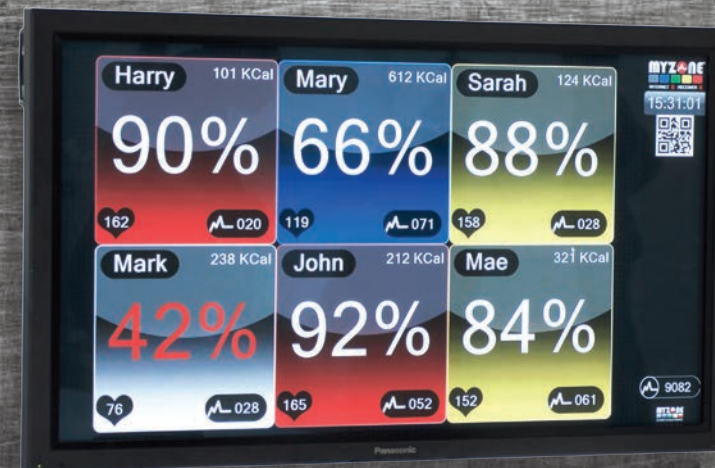 Harry 101 KCal
90%
162 020
Mary 612 KCal
66%
119 071
Sarah 124 KCal
88%
158 028
Mark 238 KCal
42%
76 028
John 212 KCal
92%
165 052
Mae 321 KCal
84%
152 061
MYZONE
15:31:01
9082
MYZONE
Panasonic